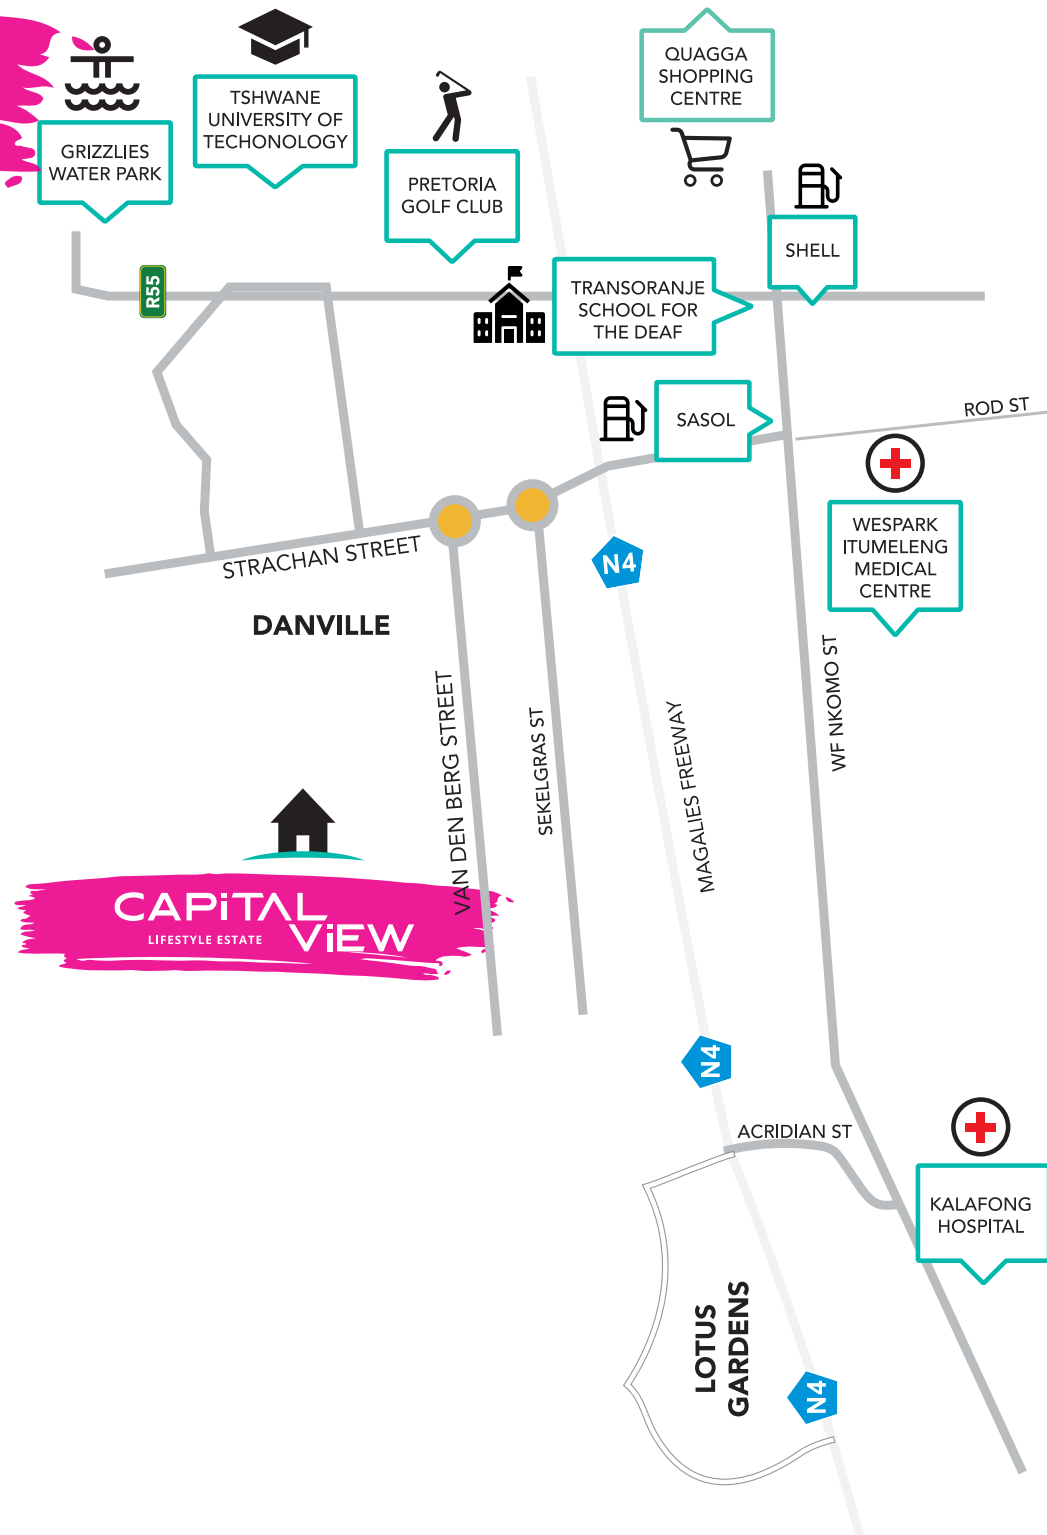 QUAGGA
SHOPPING
CENTRE
TSHWANE
UNIVERSITY OF
TECHONOLOGY
GRIZZLIES
WATER PARK
PRETORIA
GOLF CLUB
SHELL
R55
TRANSORANJE
SCHOOL FOR
THE DEAF
SASOL
ROD ST
WESPARK
ITUMELENG
MEDICAL
CENTRE
STRACHAN STREET
N4
DANVILLE
VAN DEN BERG STREET
SEKELGRAS ST
MAGALIES FREEWAY
WF NKOMO ST
CAPiTAL
LIFESTYLE ESTATE
ViEW
N4
ACRIDIAN ST
KALAFONG
HOSPITAL
LOTUS
GARDENS
N4